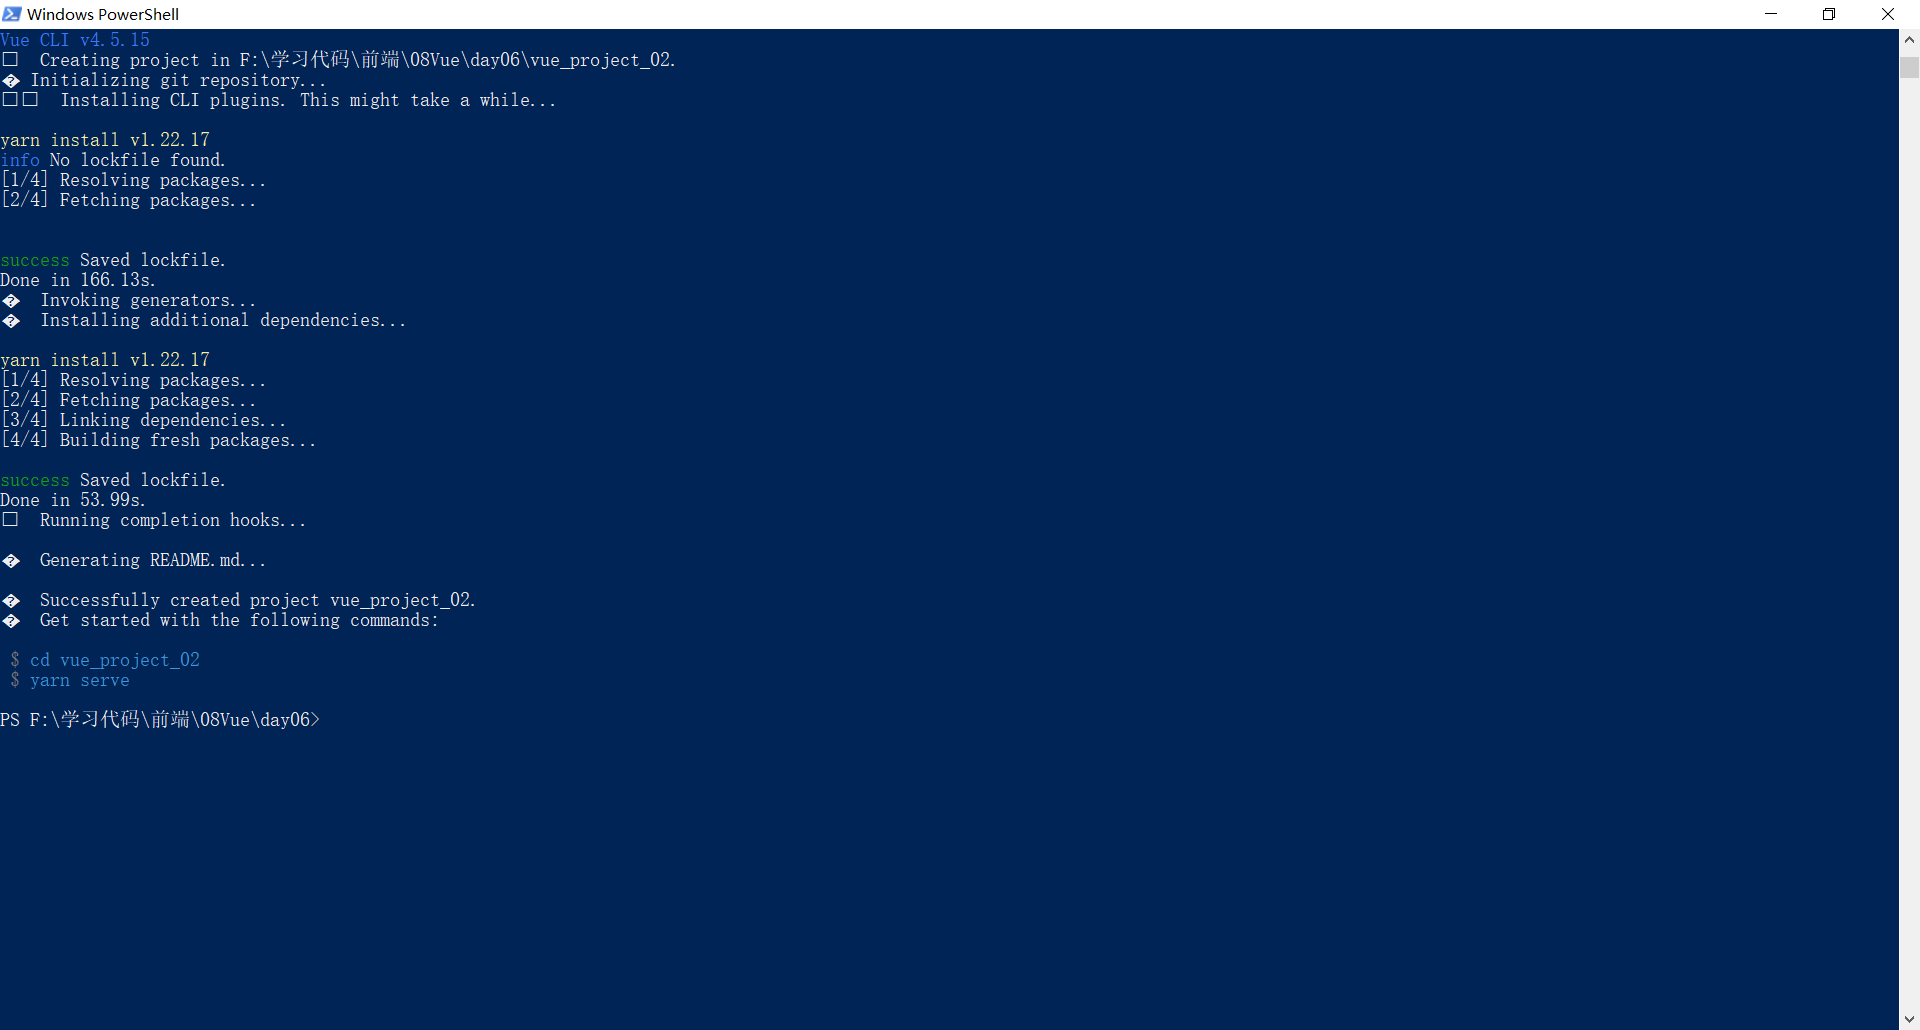 Windows PowerShell
Vue CLI v4.5.15
Creating project in F:\学习代码\前端\08Vue\day06\vue_project_02.
Initializing git repository...
Installing CLI plugins. This might take a while...
yarn install v1.22.17
info No lockfile found.
[1/4] Resolving packages...
[2/4] Fetching packages...
success Saved lockfile.
Done in 166.13s.
Invoking generators...
Installing additional dependencies...
yarn install v1.22.17
[1/4] Resolving packages...
[2/4] Fetching packages...
[3/4] Linking dependencies...
[4/4] Building fresh packages...
success Saved lockfile.
Done in 53.99s.
Running completion hooks...
Generating README.md...
Successfully created project vue_project_02.
Get started with the following commands:
$ cd vue_project_02
$ yarn serve
PS F:\学习代码\前端\08Vue\day06>